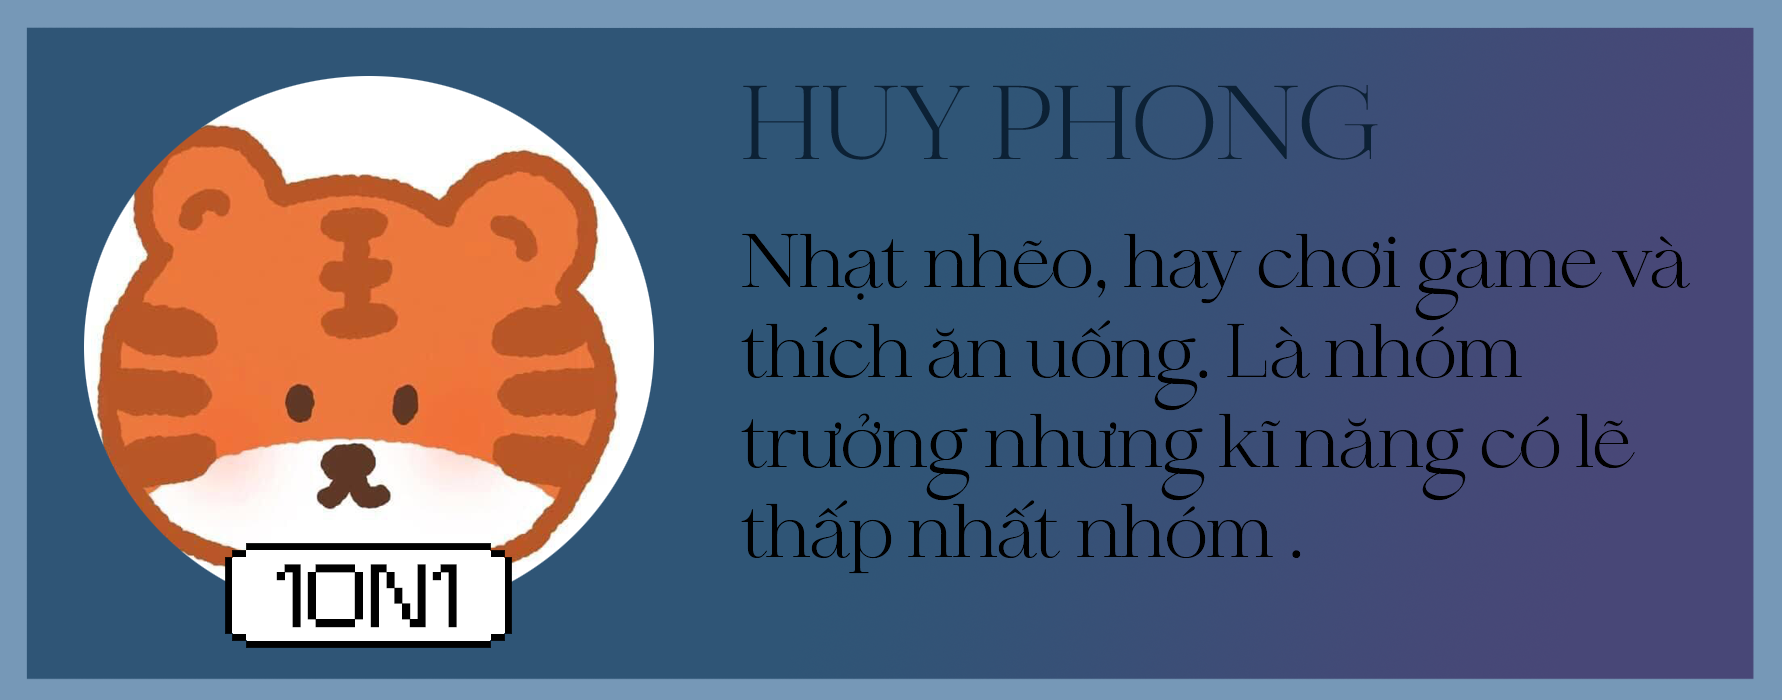 HUY PHONG
Nhạt nhẽo, hay chơi game và
thích ăn uống. Là nhóm
trưởng nhưng kĩ năng có lẽ
thấp nhất nhóm .
1ON1